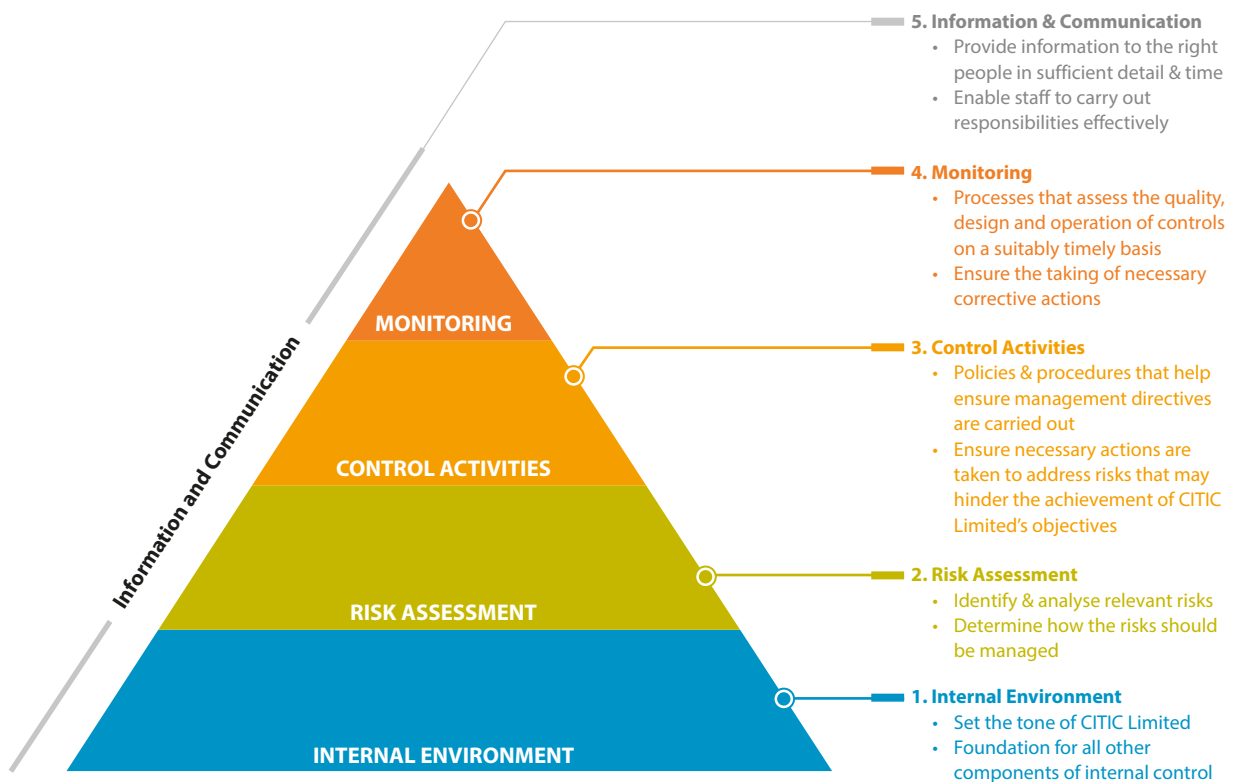 5. Information & Communication
• Provide information to the right
people in sufficient detail & time
• Enable staff to carry out
responsibilities effectively
4. Monitoring
• Processes that assess the quality,
design and operation of controls
on a suitably timely basis
• Ensure the taking of necessary
corrective actions
3. Control Activities
• Policies & procedures that help
ensure management directives
are carried out
• Ensure necessary actions are
taken to address risks that may
hinder the achievement of CITIC
Limited's objectives
2. Risk Assessment
• Identify & analyse relevant risks
• Determine how the risks should
be managed
1. Internal Environment
• Set the tone of CITIC Limited
• Foundation for all other
components of internal control
Information and Communication
MONITORING
CONTROL ACTIVITIES
RISK ASSESSMENT
INTERNAL ENVIRONMENT